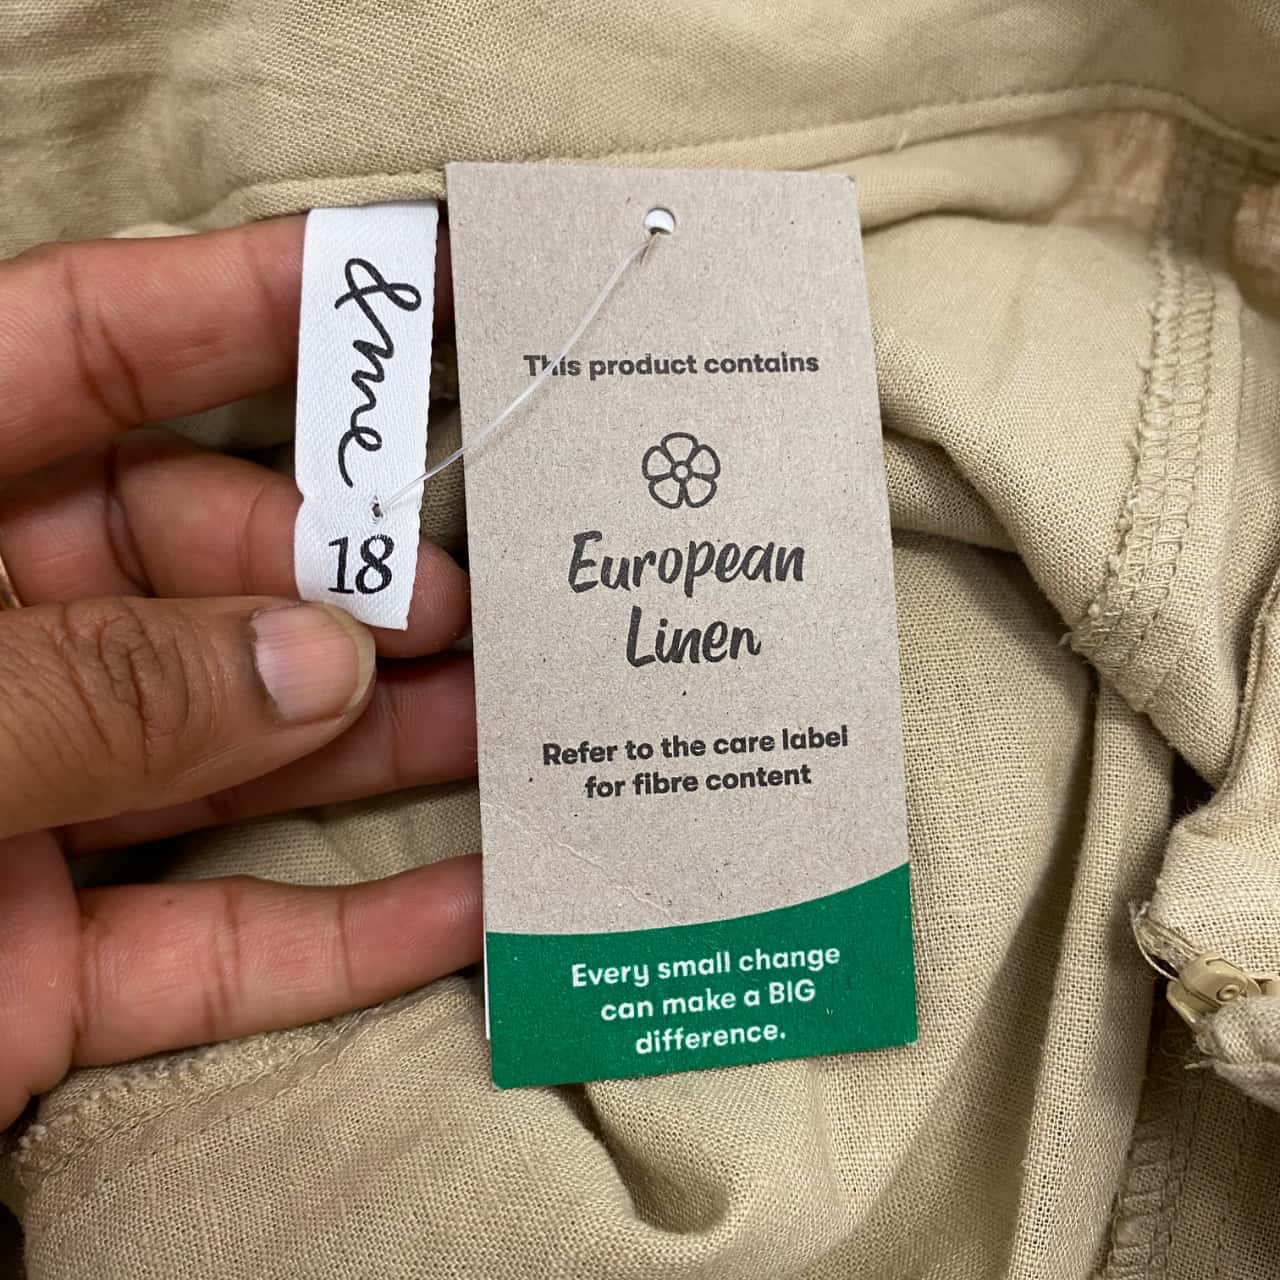 &me
18
This product contains
European
Linen
Refer to the care label
for fibre content
Every small change
can make a BIG
difference.